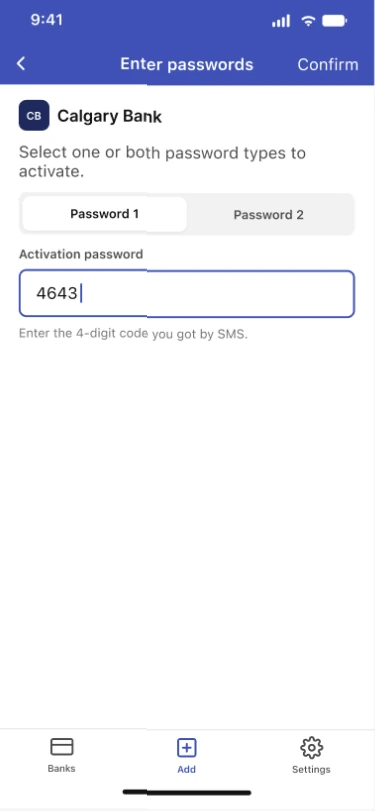 9:41
Enter passwords
Confirm
CB
Calgary Bank
Select one or both password types to
activate.
Password 1
Password 2
Activation password
4643
Enter the 4-digit code you got by SMS.
Banks
Add
Settings